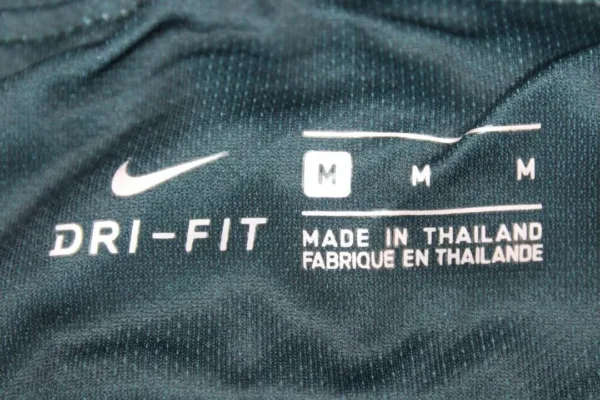 DRI-FIT
M M M
MADE IN THAILAND
FABRIQUE EN THAILANDE